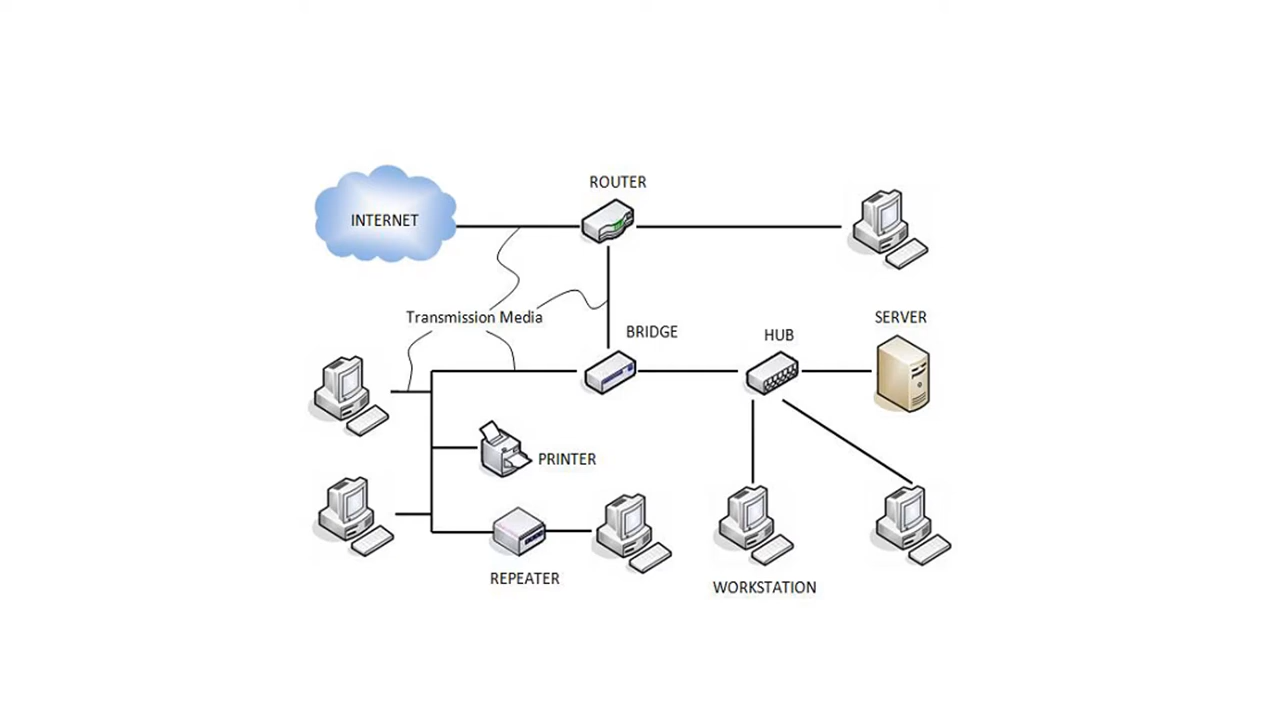 ROUTER
INTERNET
Transmission Media
BRIDGE
HUB
SERVER
PRINTER
REPEATER
WORKSTATION